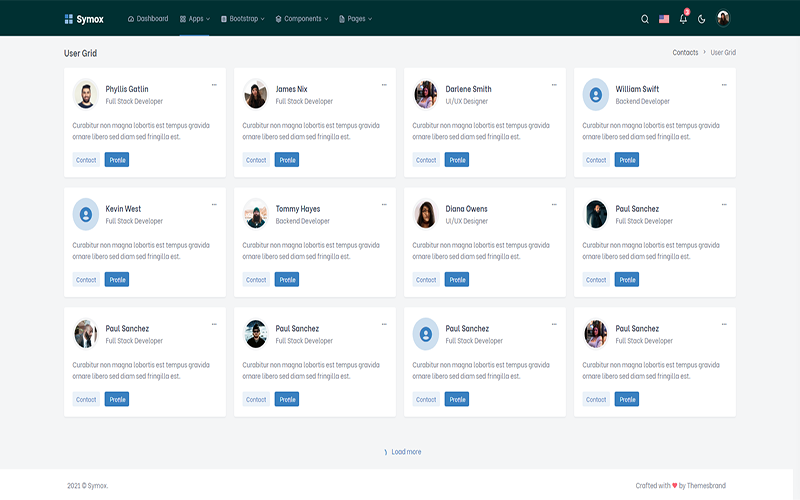 Symox Dashboard Apps Bootstrap Components Pages 3
User Grid Contacts User Grid
Phyllis Gatlin
Full Stack Developer
Curabitur non magna lobortis est tempus gravida
ornare libero sed diam sed fringilla est.
Contact Profile
James Nix
Full Stack Developer
Curabitur non magna lobortis est tempus gravida
ornare libero sed diam sed fringilla est.
Contact Profile
Darlene Smith
UI/UX Designer
Curabitur non magna lobortis est tempus gravida
ornare libero sed diam sed fringilla est.
Contact Profile
William Swift
Backend Developer
Curabitur non magna lobortis est tempus gravida
ornare libero sed diam sed fringilla est.
Contact Profile
Kevin West
Full Stack Developer
Curabitur non magna lobortis est tempus gravida
ornare libero sed diam sed fringilla est.
Contact Profile
Tommy Hayes
Backend Developer
Curabitur non magna lobortis est tempus gravida
ornare libero sed diam sed fringilla est.
Contact Profile
Diana Owens
UI/UX Designer
Curabitur non magna lobortis est tempus gravida
ornare libero sed diam sed fringilla est.
Contact Profile
Paul Sanchez
Full Stack Developer
Curabitur non magna lobortis est tempus gravida
ornare libero sed diam sed fringilla est.
Contact Profile
Paul Sanchez
Full Stack Developer
Curabitur non magna lobortis est tempus gravida
ornare libero sed diam sed fringilla est.
Contact Profile
Paul Sanchez
Full Stack Developer
Curabitur non magna lobortis est tempus gravida
ornare libero sed diam sed fringilla est.
Contact Profile
Paul Sanchez
Full Stack Developer
Curabitur non magna lobortis est tempus gravida
ornare libero sed diam sed fringilla est.
Contact Profile
Paul Sanchez
Full Stack Developer
Curabitur non magna lobortis est tempus gravida
ornare libero sed diam sed fringilla est.
Contact Profile
Load more
2021 © Symox. Crafted with ❤ by Themesbrand